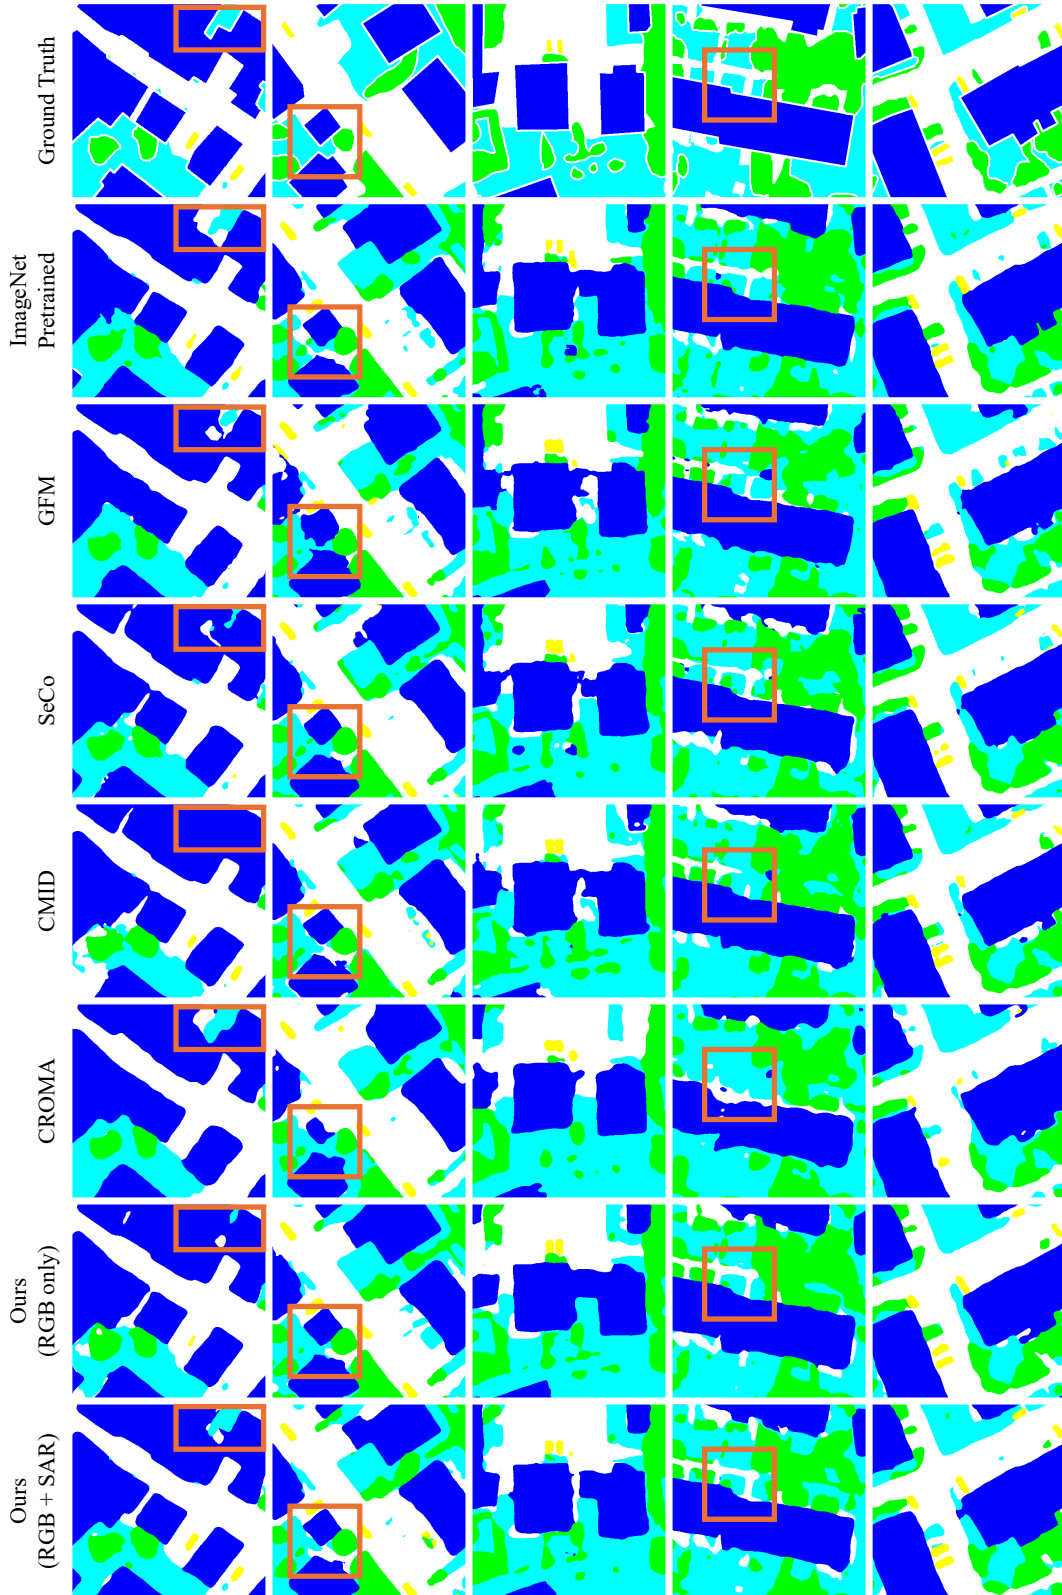 Ground Truth
ImageNet
Pretrained
GFM
SeCo
CMID
CROMA
Ours
(RGB only)
Ours
(RGB + SAR)